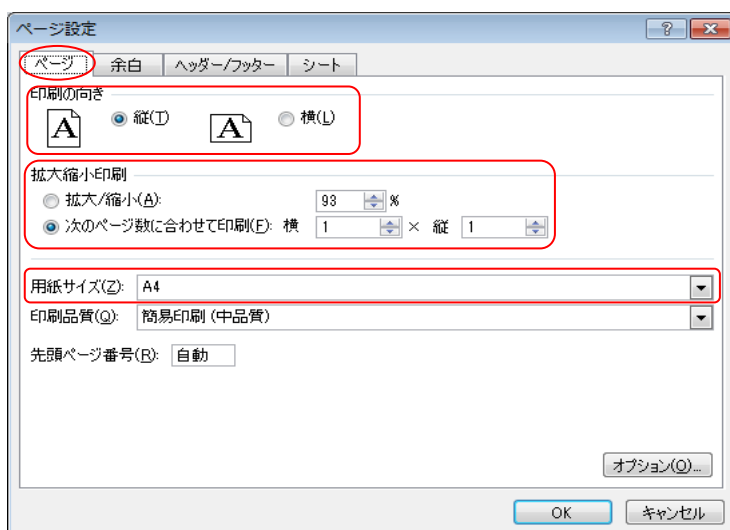 ページ設定
ページ 余白 ヘッダー/フッター シート
印刷の向き
A 縦(T) A 横(L)
拡大縮小印刷
拡大/縮小(A): 93 %
次のページ数に合わせて印刷(F): 横 1 × 縦 1
用紙サイズ(Z): A4
印刷品質(Q): 簡易印刷 (中品質)
先頭ページ番号(R): 自動
オプション(O)...
OK キャンセル